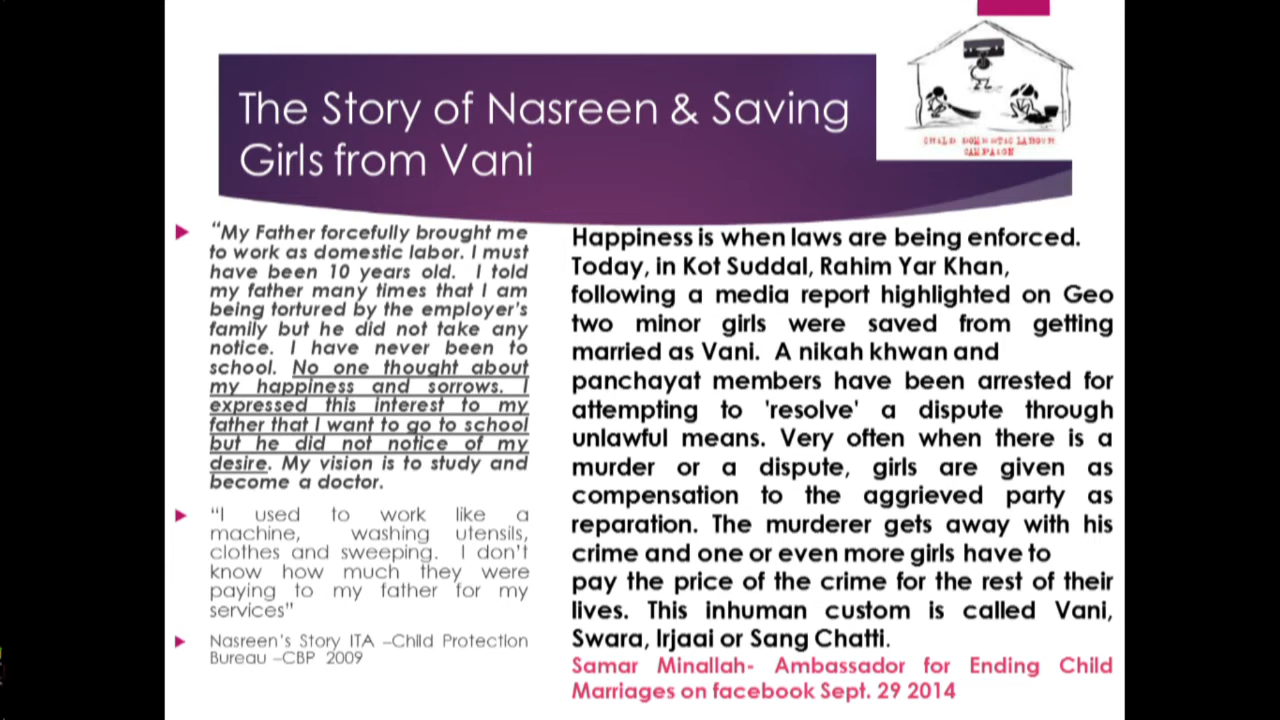 The Story of Nasreen & Saving
Girls from Vani
CHILD DOMESTIC LABOUR
CAMPAIGN
“My Father forcefully brought me
to work as domestic labor. I must
have been 10 years old. I told
my father many times that I am
being tortured by the employer’s
family but he did not take any
notice. I have never been to
school. No one thought about
my happiness and sorrows. I
expressed this interest to my
father that I want to go to school
but he did not notice of my
desire. My vision is to study and
become a doctor.
“I used to work like a
machine, washing utensils,
clothes and sweeping. I don’t
know how much they were
paying to my father for my
services"
Nasreen’s Story ITA –Child Protection
Bureau –CBP 2009
Happiness is when laws are being enforced.
Today, in Kot Suddal, Rahim Yar Khan,
following a media report highlighted on Geo
two minor girls were saved from getting
married as Vani. A nikah khwan and
panchayat members have been arrested for
attempting to 'resolve' a dispute through
unlawful means. Very often when there is a
murder or a dispute, girls are given as
compensation to the aggrieved party as
reparation. The murderer gets away with his
crime and one or even more girls have to
pay the price of the crime for the rest of their
lives. This inhuman custom is called Vani,
Swara, Irjaai or Sang Chatti.
Samar Minallah- Ambassador for Ending Child
Marriages on facebook Sept. 29 2014